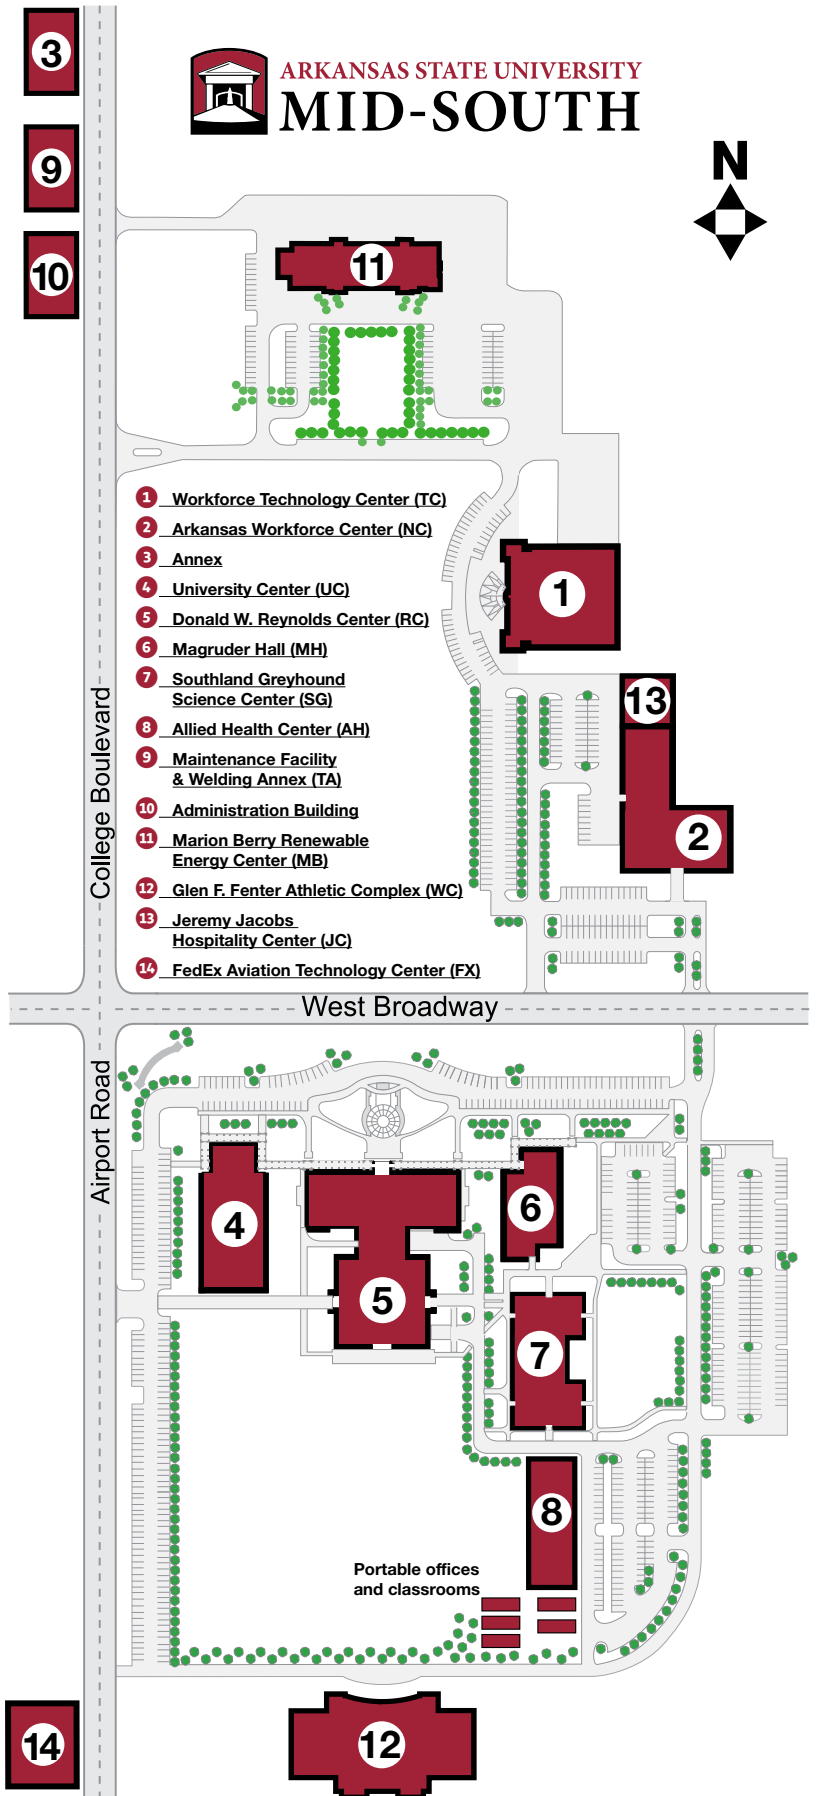 3
ARKANSAS STATE UNIVERSITY
MID-SOUTH
9
N
10
11
1 Workforce Technology Center (TC)
2 Arkansas Workforce Center (NC)
3 Annex
4 University Center (UC)
5 Donald W. Reynolds Center (RC)
6 Magruder Hall (MH)
7 Southland Greyhound
Science Center (SG)
8 Allied Health Center (AH)
9 Maintenance Facility
& Welding Annex (TA)
10 Administration Building
11 Marion Berry Renewable
Energy Center (MB)
12 Glen F. Fenter Athletic Complex (WC)
13 Jeremy Jacobs
Hospitality Center (JC)
14 FedEx Aviation Technology Center (FX)
1
13
2
College Boulevard
West Broadway
Airport Road
4
6
5
7
8
Portable offices
and classrooms
14
12